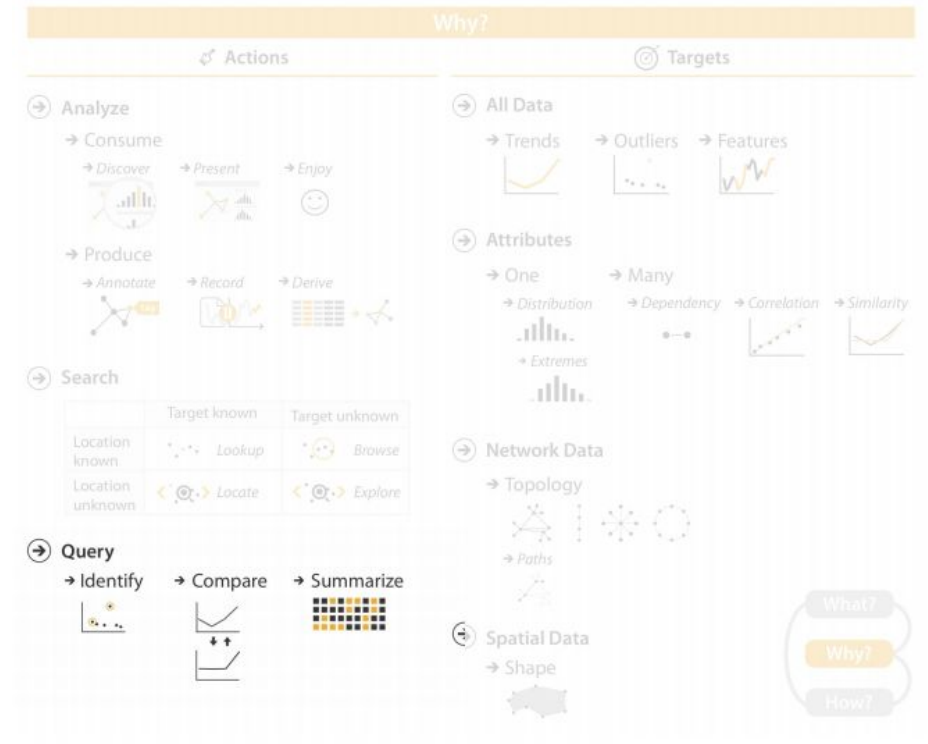 Why?
Actions
Targets
Analyze
→ Consume
→ Discover → Present → Enjoy
→ Produce
→ Annotate → Record → Derive
Search
Target known Target unknown
Location known Lookup Browse
Location unknown Locate Explore
Query
→ Identify → Compare → Summarize
All Data
→ Trends → Outliers → Features
Attributes
→ One → Many
→ Distribution → Dependency → Correlation → Similarity
→ Extremes
Network Data
→ Topology
→ Paths
Spatial Data
→ Shape
What?
Why?
How?